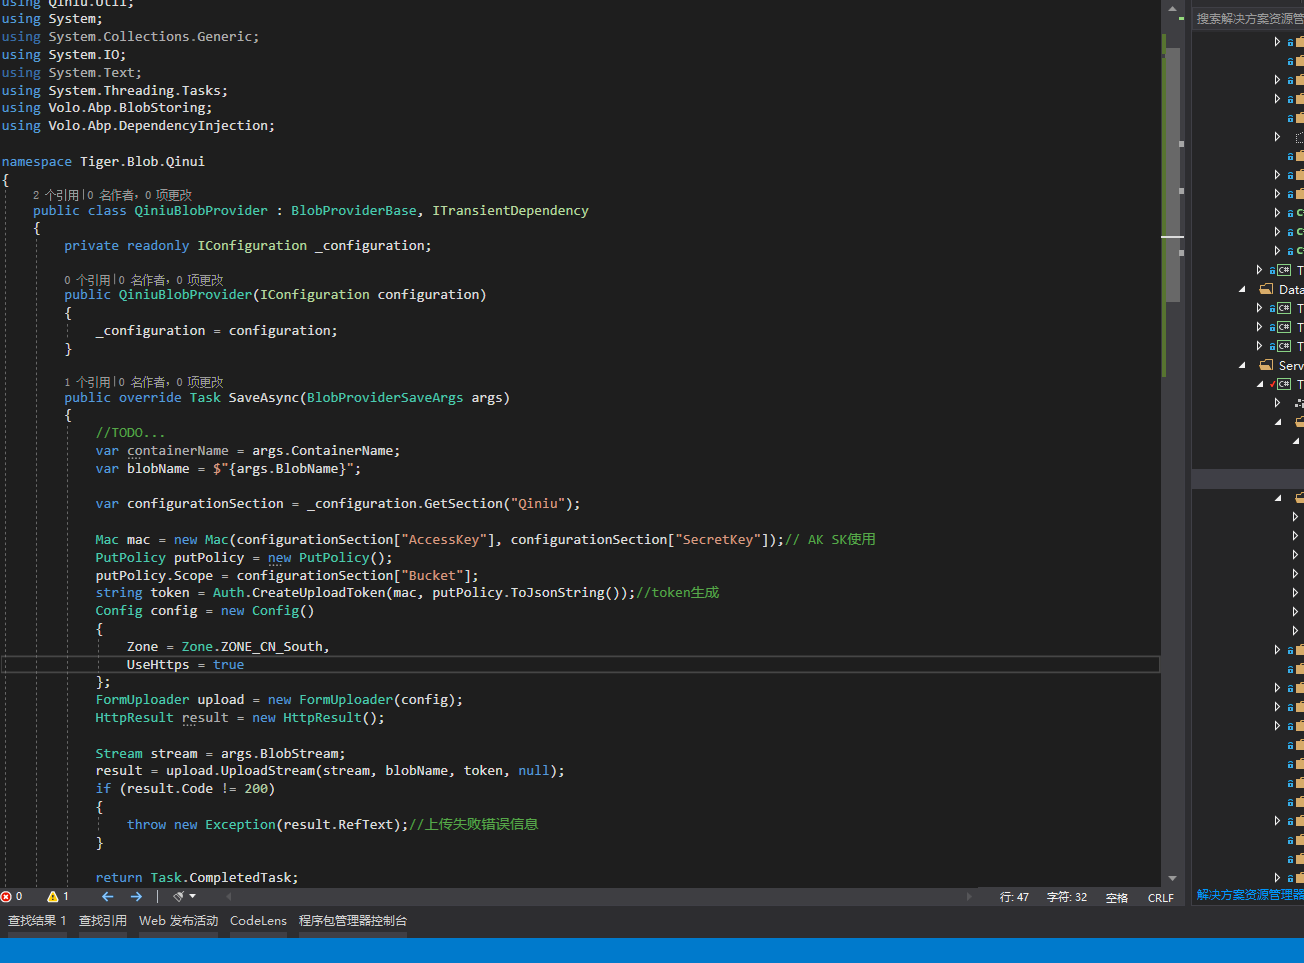 using Qiniu.Util;
using System;
using System.Collections.Generic;
using System.IO;
using System.Text;
using System.Threading.Tasks;
using Volo.Abp.BlobStoring;
using Volo.Abp.DependencyInjection;
namespace Tiger.Blob.Qinui
{
2 个引用|0 名作者，0 项更改
public class QiniuBlobProvider : BlobProviderBase, ITransientDependency
{
private readonly IConfiguration _configuration;
0 个引用|0 名作者，0 项更改
public QiniuBlobProvider(IConfiguration configuration)
{
_configuration = configuration;
}
1 个引用|0 名作者，0 项更改
public override Task SaveAsync(BlobProviderSaveArgs args)
{
//TODO...
var containerName = args.ContainerName;
var blobName = $"{args.BlobName}";
var configurationSection = _configuration.GetSection("Qiniu");
Mac mac = new Mac(configurationSection["AccessKey"], configurationSection["SecretKey"]);// AK SK使用
PutPolicy putPolicy = new PutPolicy();
putPolicy.Scope = configurationSection["Bucket"];
string token = Auth.CreateUploadToken(mac, putPolicy.ToJsonString());//token生成
Config config = new Config()
{
Zone = Zone.ZONE_CN_South,
UseHttps = true
};
FormUploader upload = new FormUploader(config);
HttpResult result = new HttpResult();
Stream stream = args.BlobStream;
result = upload.UploadStream(stream, blobName, token, null);
if (result.Code != 200)
{
throw new Exception(result.RefText);//上传失败错误信息
}
return Task.CompletedTask;
0 1 行: 47 字符: 32 空格 CRLF
查找结果 1 查找引用 Web 发布活动 CodeLens 程序包管理器控制台
搜索解决方案资源管
C#
C#
C#
C# T
Data
C# T
C# T
C# T
Serv
C# T
解决方案资源管理器